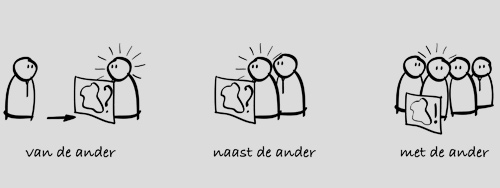 ?
?
!
van de ander
naast de ander
met de ander